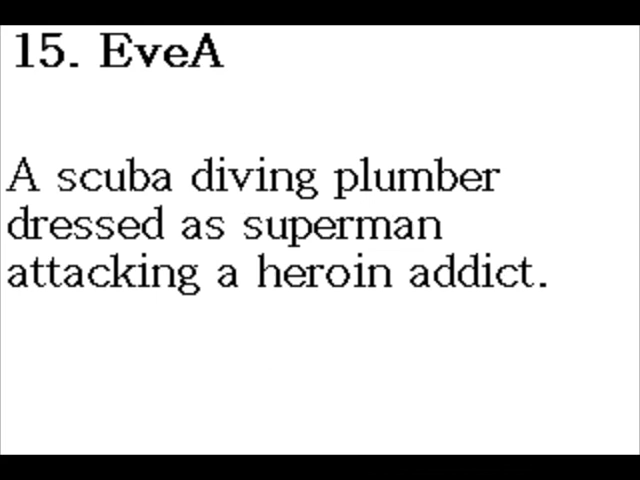 15. EveA
A scuba diving plumber
dressed as superman
attacking a heroin addict.